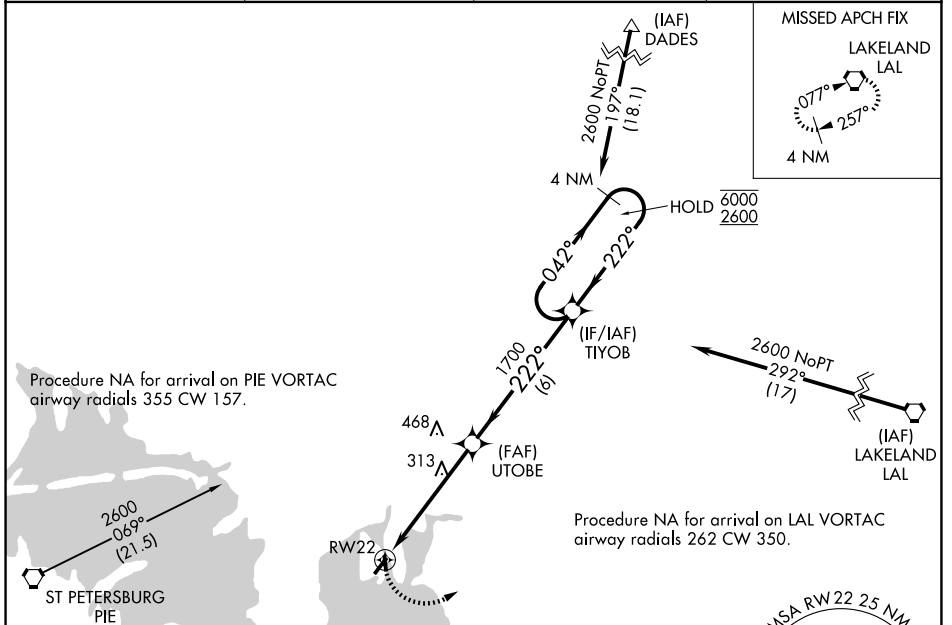 (IAF)
DADES
2600 NoPT
197°
(18.1)
MISSED APCH FIX
LAKELAND
LAL
077°
257°
4 NM
4 NM
HOLD 6000
2600
042°
222°
(IF/IAF)
TIYOB
1700
222°
(6)
2600 NoPT
292°
(17)
(IAF)
LAKELAND
LAL
Procedure NA for arrival on PIE VORTAC
airway radials 355 CW 157.
468
(FAF)
UTOBE
313
2600
069°
(21.5)
ST PETERSBURG
PIE
RW22
Procedure NA for arrival on LAL VORTAC
airway radials 262 CW 350.
MSA RW 22 25 NM